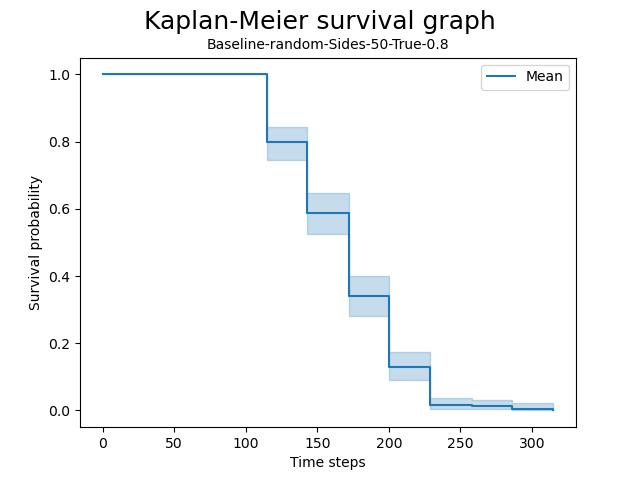 Kaplan-Meier survival graph
Baseline-random-Sides-50-True-0.8
Mean
Survival probability
1.0
0.8
0.6
0.4
0.2
0.0
0 50 100 150 200 250 300
Time steps